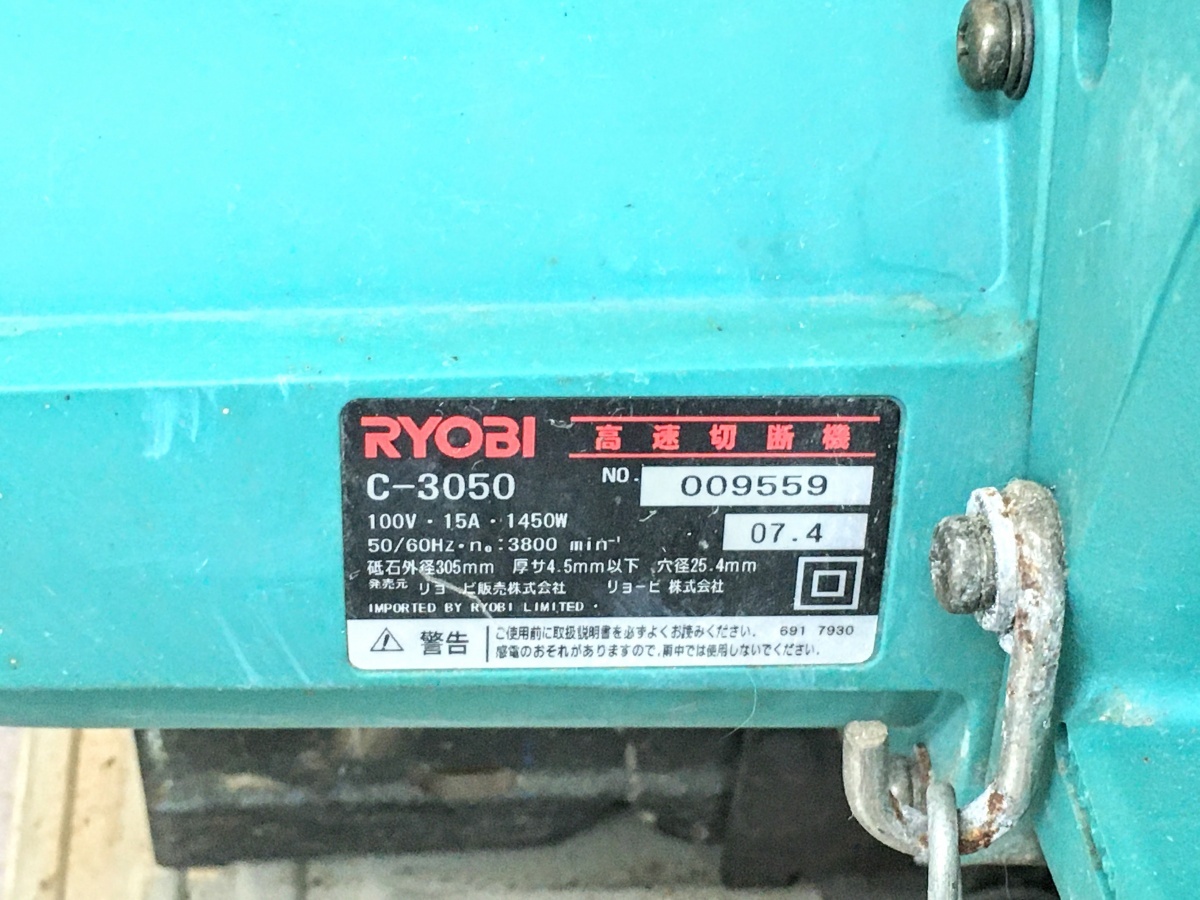 RYOBI 高速切断機
C-3050 NO. 009559
100V・15A・1450W 07.4
50/60Hz・n₀:3800 min⁻¹
砥石外径305mm 厚サ4.5mm以下 穴径25.4mm
発売元 リョービ販売株式会社 リョービ 株式会社
IMPORTED BY RYOBI LIMITED・
警告 ご使用前に取扱説明書を必ずよくお読みください。 691 7930
感電のおそれがありますので、雨中では使用しないでください。